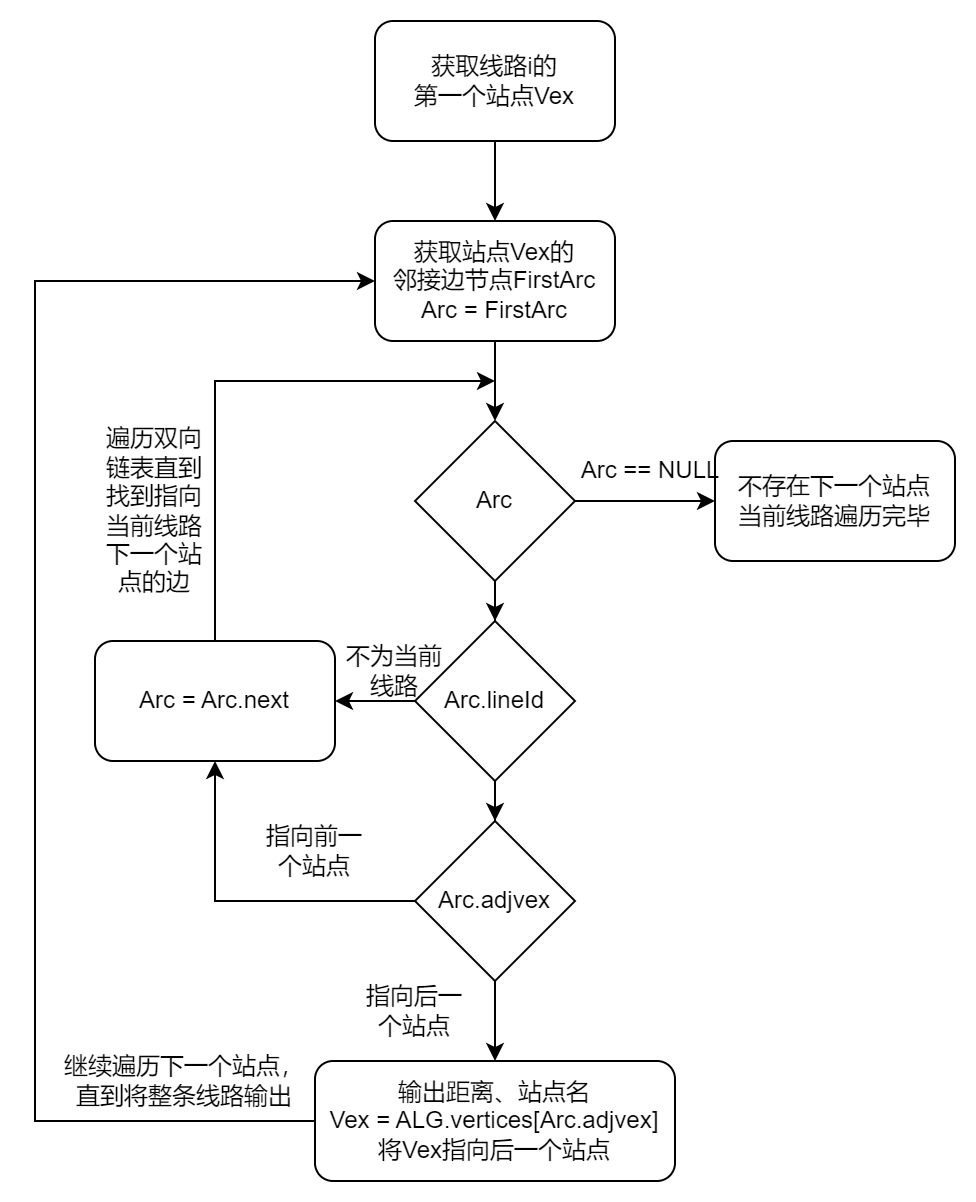 获取线路i的
第一个站点Vex
获取站点Vex的
邻接边节点FirstArc
Arc = FirstArc
遍历双向
链表直到
找到指向
当前线路
下一个站
点的边
Arc
Arc == NULL
不存在下一个站点
当前线路遍历完毕
不为当前
线路
Arc = Arc.next
Arc.lineId
指向前一
个站点
Arc.adjvex
指向后一
个站点
继续遍历下一个站点，
直到将整条线路输出
输出距离、站点名
Vex = ALG.vertices[Arc.adjvex]
将Vex指向后一个站点